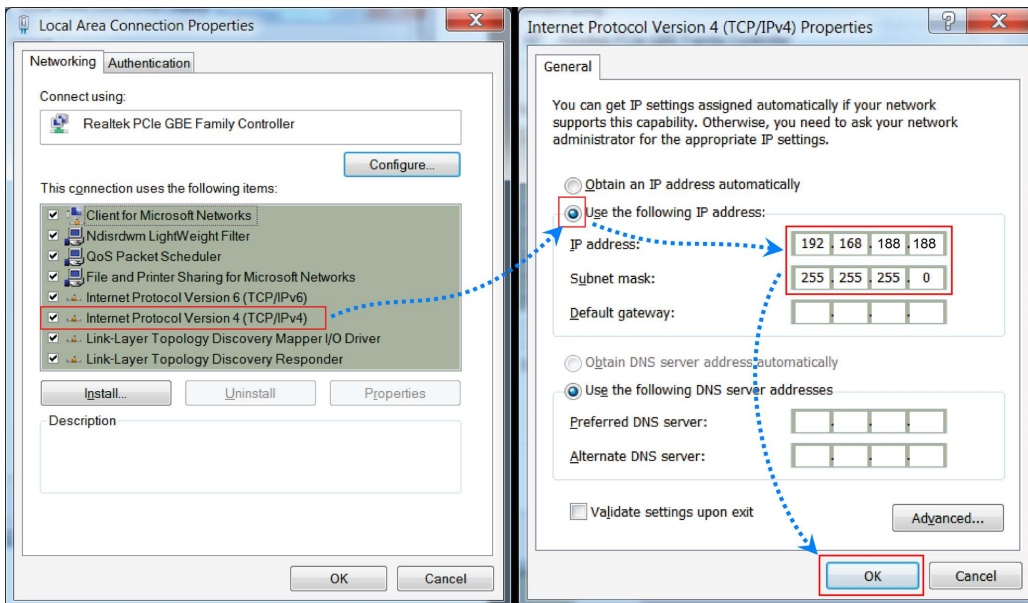 Local Area Connection Properties
Networking
Authentication
Connect using:
Realtek PCIe GBE Family Controller
Configure...
This connection uses the following items:
Client for Microsoft Networks
Ndisrdwm LightWeight Filter
QoS Packet Scheduler
File and Printer Sharing for Microsoft Networks
Internet Protocol Version 6 (TCP/IPv6)
Internet Protocol Version 4 (TCP/IPv4)
Link-Layer Topology Discovery Mapper I/O Driver
Link-Layer Topology Discovery Responder
Install...
Uninstall
Properties
Description
OK
Cancel
Internet Protocol Version 4 (TCP/IPv4) Properties
General
You can get IP settings assigned automatically if your network
supports this capability. Otherwise, you need to ask your network
administrator for the appropriate IP settings.
Obtain an IP address automatically
Use the following IP address:
IP address: 192 . 168 . 188 . 188
Subnet mask: 255 . 255 . 255 . 0
Default gateway: . . .
Obtain DNS server address automatically
Use the following DNS server addresses
Preferred DNS server: . . .
Alternate DNS server: . . .
Validate settings upon exit
Advanced...
OK
Cancel